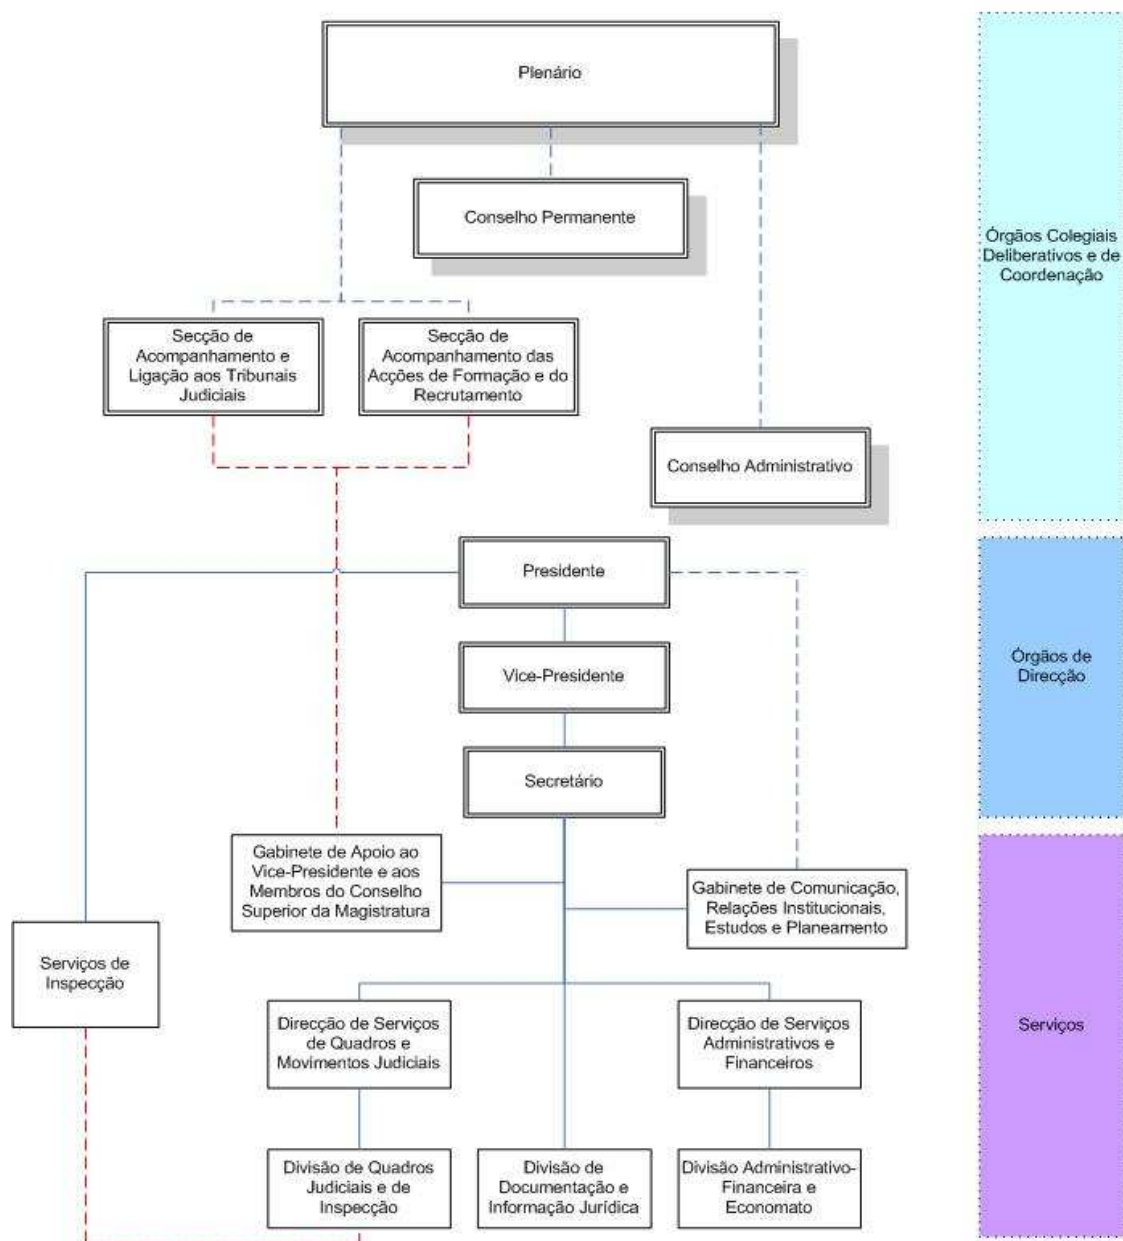 Plenário
Conselho Permanente
Órgãos Colegiais
Deliberativos e de
Coordenação
Secção de
Acompanhamento e
Ligação aos Tribunais
Judiciais
Secção de
Acompanhamento das
Acções de Formação e do
Recrutamento
Conselho Administrativo
Presidente
Vice-Presidente
Órgãos de
Direcção
Secretário
Gabinete de Apoio ao
Vice-Presidente e aos
Membros do Conselho
Superior da Magistratura
Gabinete de Comunicação,
Relações Institucionais,
Estudos e Planeamento
Serviços de
Inspecção
Direcção de Serviços
de Quadros e
Movimentos Judiciais
Direcção de Serviços
Administrativos e
Financeiros
Serviços
Divisão de Quadros
Judiciais e de
Inspecção
Divisão de
Documentação e
Informação Jurídica
Divisão Administrativo-
Financeira e
Economato